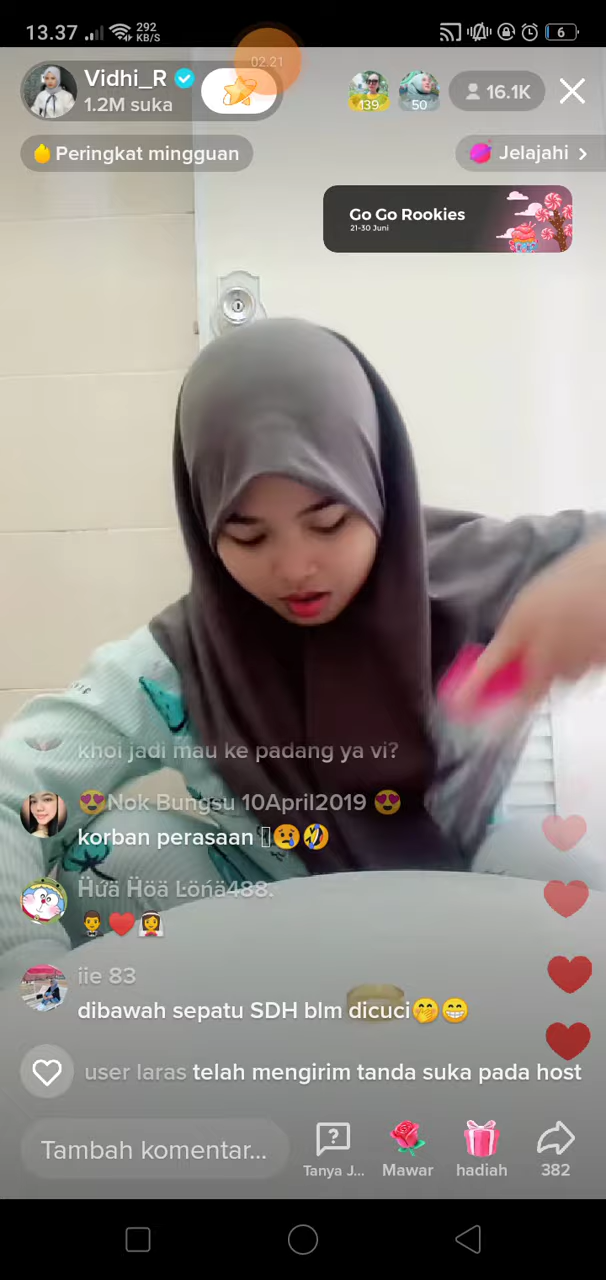 13.37
292
KB/S
6
02.21
Vidhi_R
1.2M suka
139
50
16.1K
Peringkat mingguan
Jelajahi
Go Go Rookies
21-30 Juni
khoi jadi mau ke padang ya vi?
😍Nok Bungsu 10April2019 😍
korban perasaan 😢🤣
👨‍💼❤️👰
iie 83
dibawah sepatu SDH blm dicuci🤭😁
user laras telah mengirim tanda suka pada host
Tambah komentar...
Tanya J...
Mawar
hadiah
382